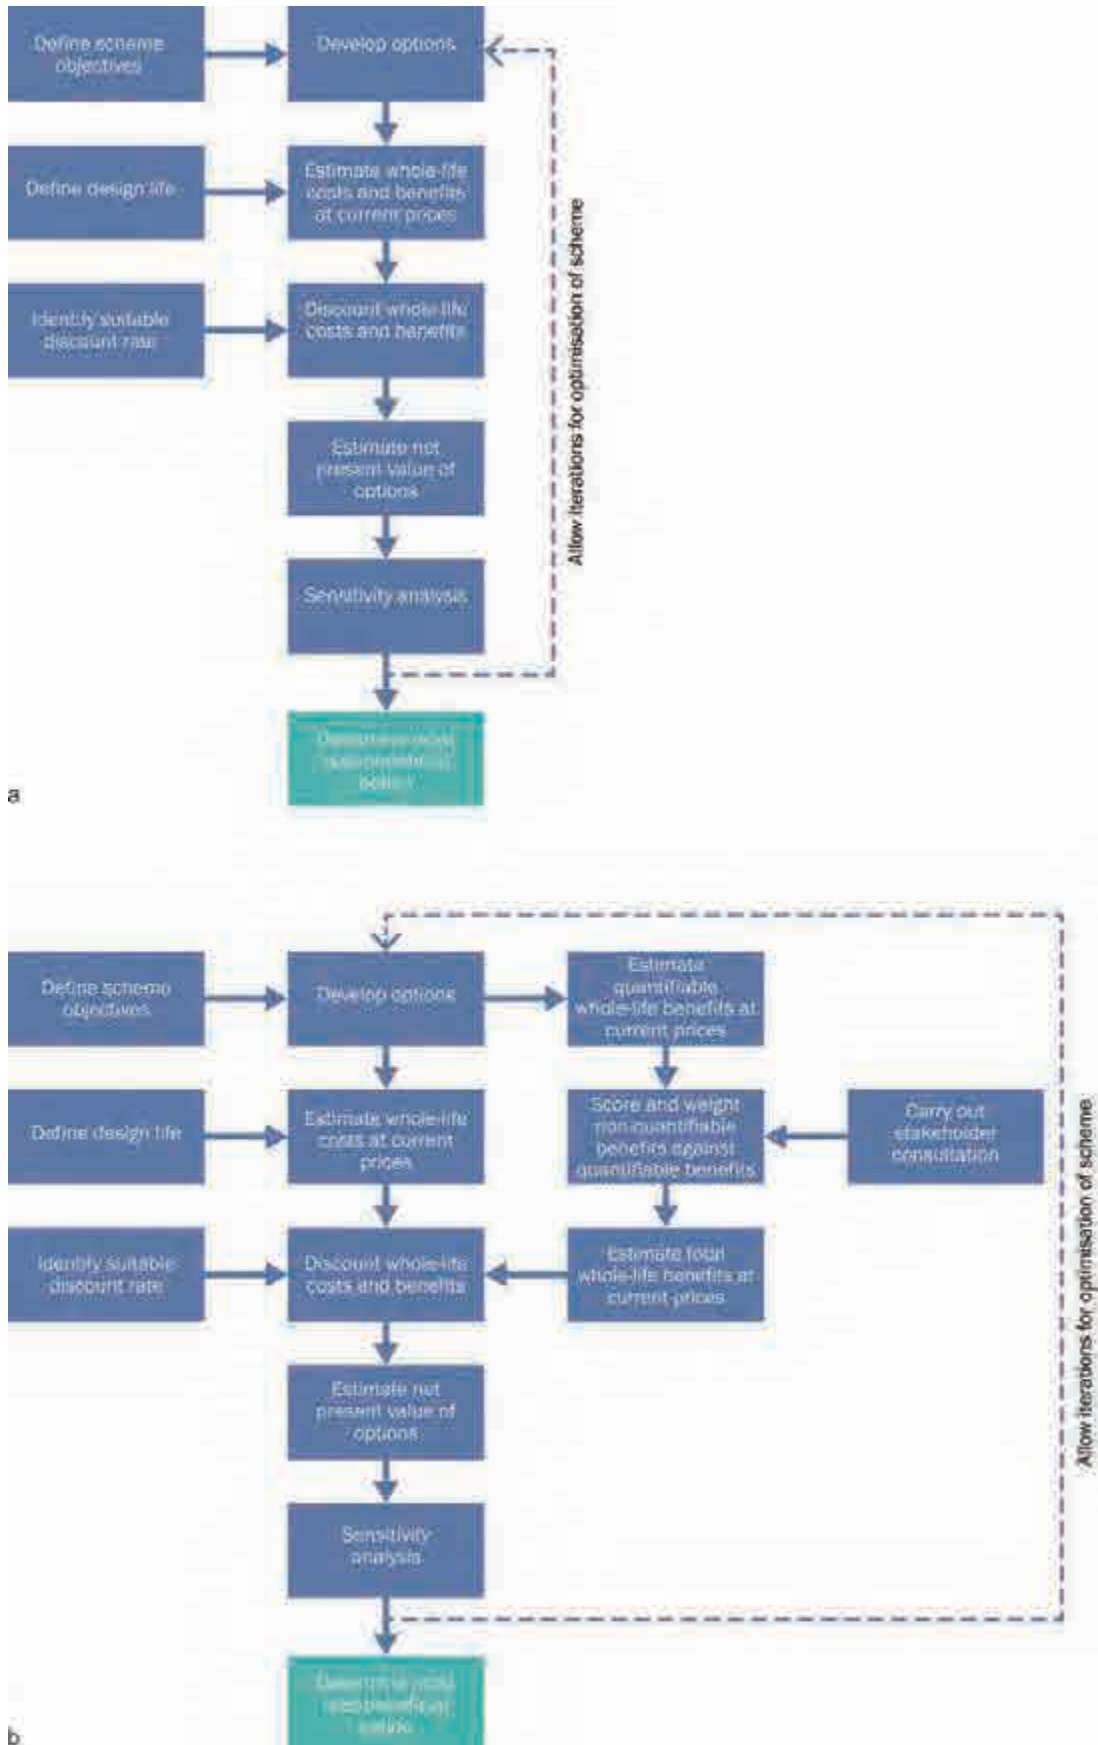 Define scheme
objectives
Develop options
Define design life
Estimate whole-life
costs and benefits
at current prices
Identify suitable
discount rate
Discount whole-life
costs and benefits
Estimate net
present value of
options
Sensitivity analysis
Allow iterations for optimisation of scheme
option
a
Define scheme
objectives
Develop options
Estimate
quantifiable
whole-life benefits at
current prices
Define design life
Estimate whole-life
costs at current
prices
Score and weight
non-quantifiable
benefits against
quantifiable benefits
Carry out
stakeholder
consultation
Identify suitable
discount rate
Discount whole-life
costs and benefits
Estimate total
whole-life benefits at
current prices
Estimate net
present value of
options
Sensitivity
analysis
Allow iterations for optimisation of scheme
Determine most
option
b